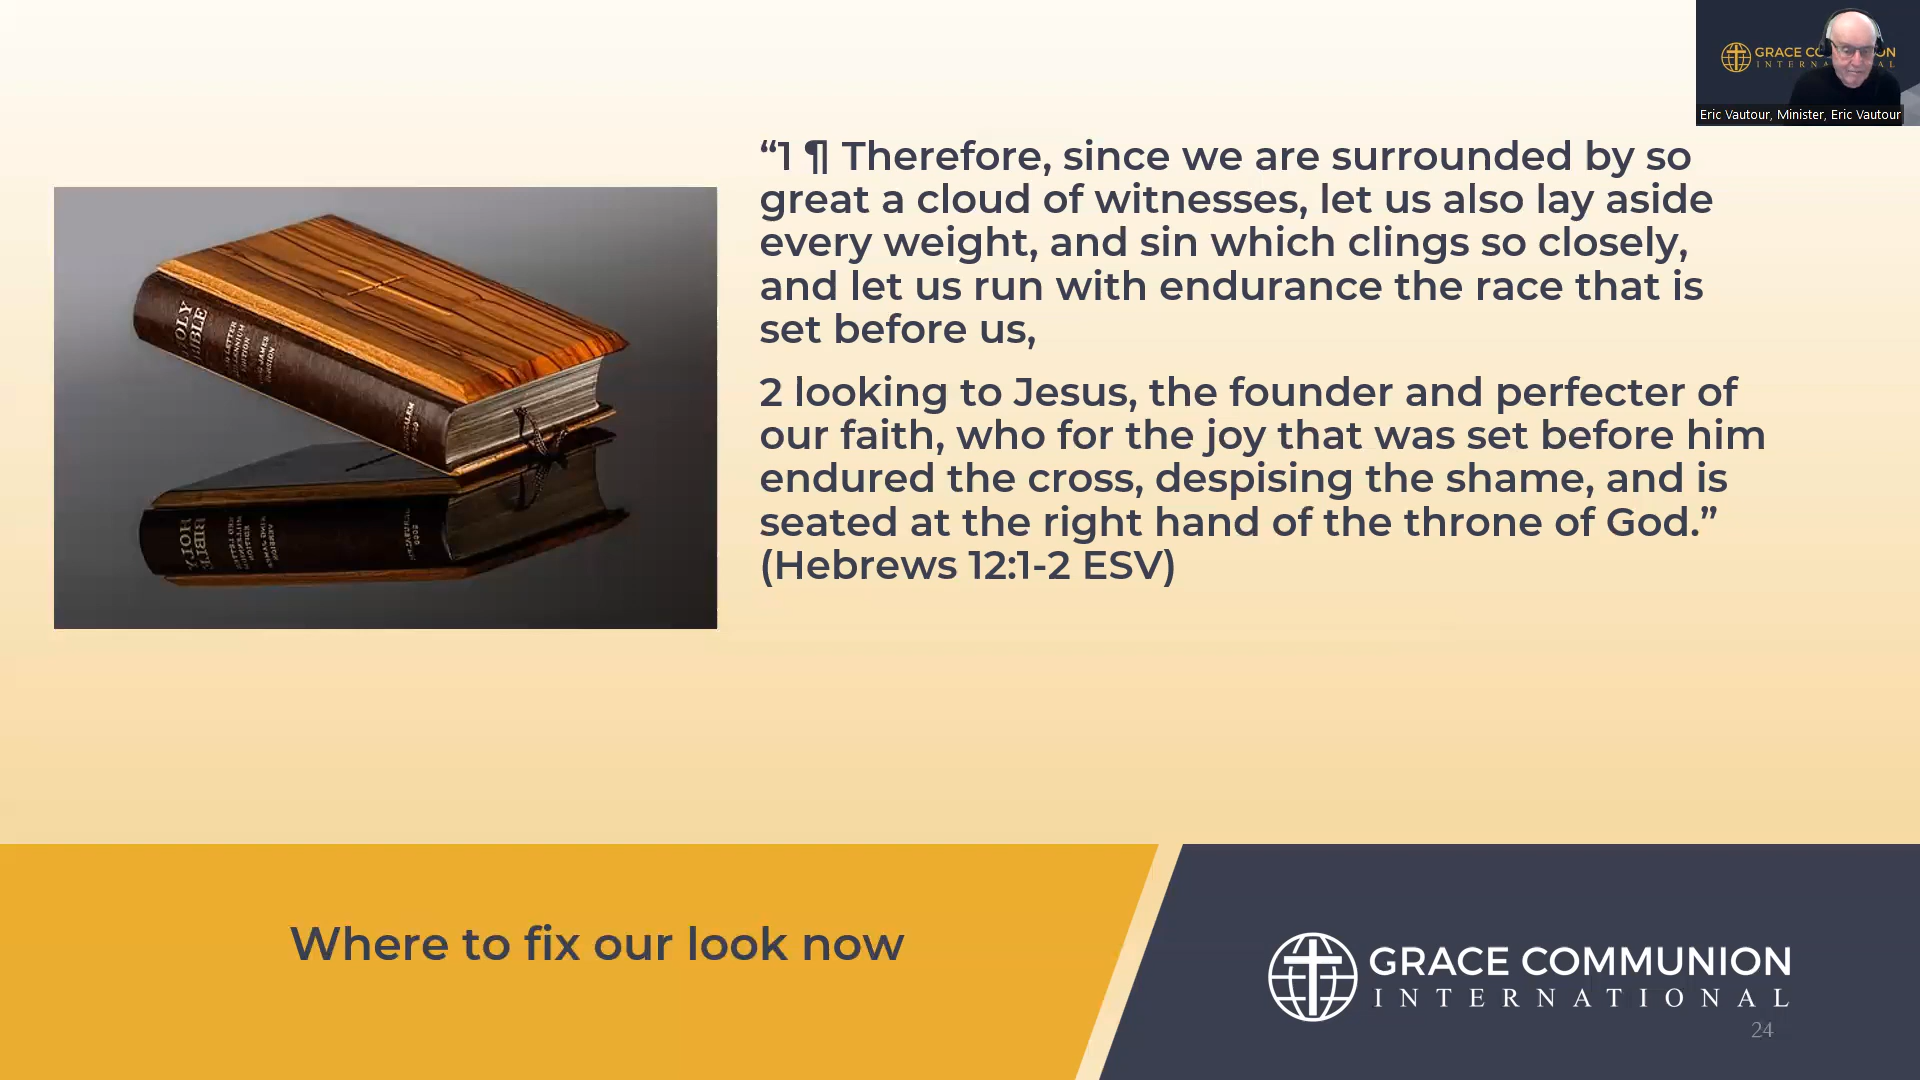 GRACE CO ON
INTERNA AL
Eric Vautour, Minister, Eric Vautour
“1 ¶ Therefore, since we are surrounded by so
great a cloud of witnesses, let us also lay aside
every weight, and sin which clings so closely,
and let us run with endurance the race that is
set before us,
2 looking to Jesus, the founder and perfecter of
our faith, who for the joy that was set before him
endured the cross, despising the shame, and is
seated at the right hand of the throne of God.”
(Hebrews 12:1-2 ESV)
HOLY
BIBLE
Where to fix our look now
GRACE COMMUNION
INTERNATIONAL
24